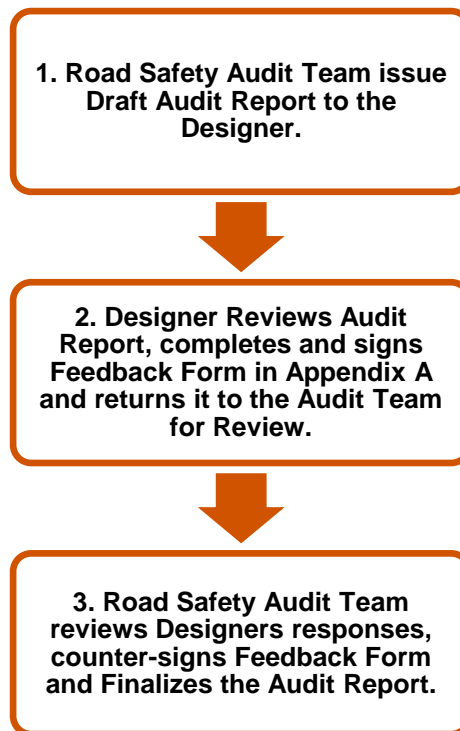 1. Road Safety Audit Team issue
Draft Audit Report to the
Designer.
2. Designer Reviews Audit
Report, completes and signs
Feedback Form in Appendix A
and returns it to the Audit Team
for Review.
3. Road Safety Audit Team
reviews Designers responses,
counter-signs Feedback Form
and Finalizes the Audit Report.